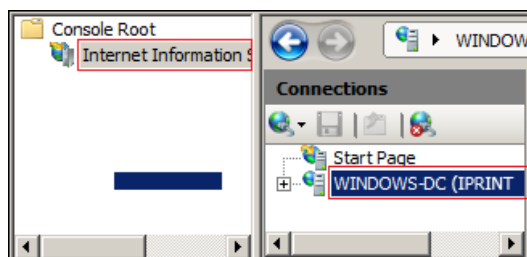 Console Root
Internet Information S
WINDOW
Connections
Start Page
WINDOWS-DC (IPRINT